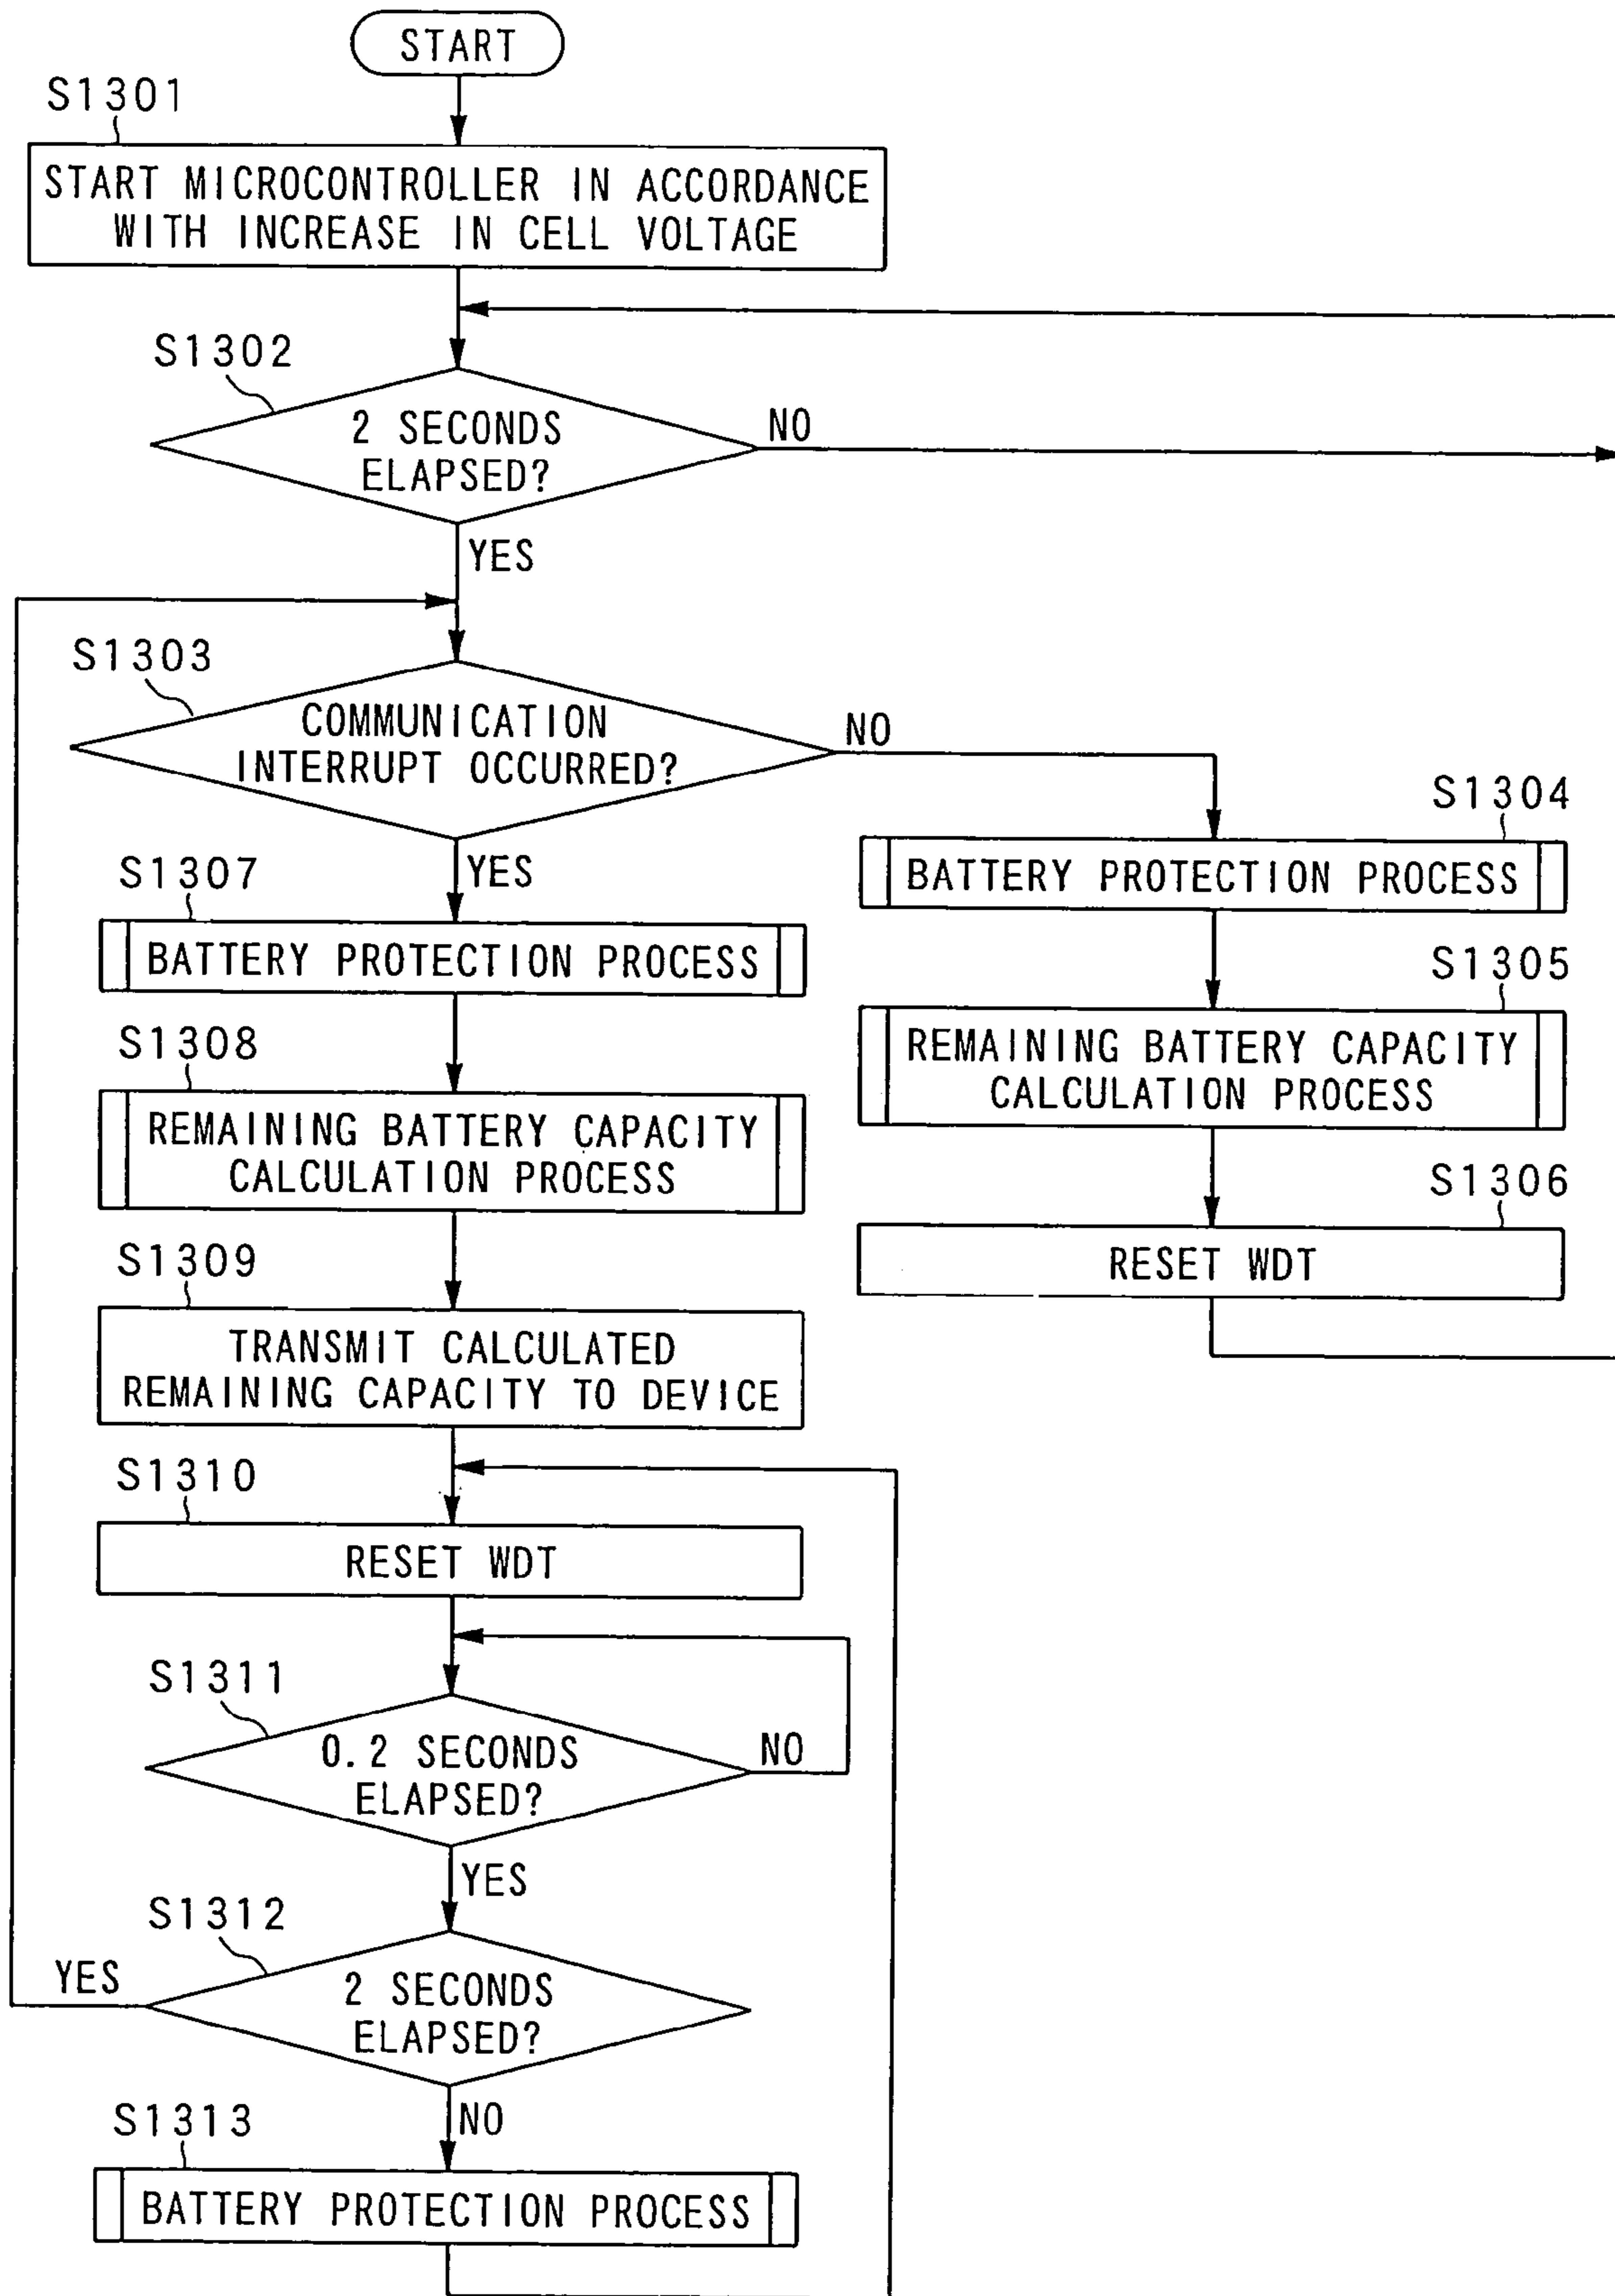 START
S1301
START MICROCONTROLLER IN ACCORDANCE
WITH INCREASE IN CELL VOLTAGE
S1302
2 SECONDS
ELAPSED?
NO
YES
S1303
COMMUNICATION
INTERRUPT OCCURRED?
NO
YES
S1304
BATTERY PROTECTION PROCESS
S1305
REMAINING BATTERY CAPACITY
CALCULATION PROCESS
S1306
RESET WDT
S1307
BATTERY PROTECTION PROCESS
S1308
REMAINING BATTERY CAPACITY
CALCULATION PROCESS
S1309
TRANSMIT CALCULATED
REMAINING CAPACITY TO DEVICE
S1310
RESET WDT
S1311
0.2 SECONDS
ELAPSED?
NO
YES
S1312
2 SECONDS
ELAPSED?
YES
NO
S1313
BATTERY PROTECTION PROCESS